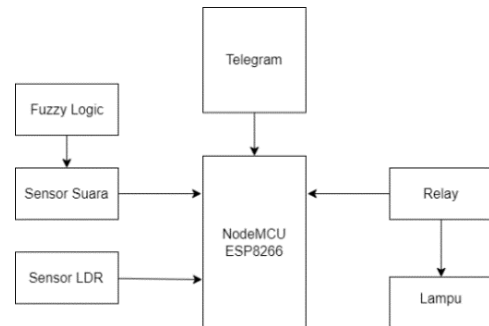 Telegram
Fuzzy Logic
Sensor Suara
NodeMCU
ESP8266
Relay
Sensor LDR
Lampu